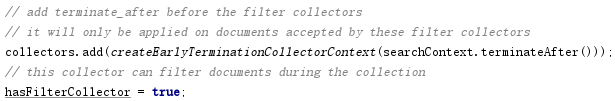 // add terminate_after before the filter collectors
// it will only be applied on documents accepted by these filter collectors
collectors.add(createEarlyTerminationCollectorContext(searchContext.terminateAfter()));
// this collector can filter documents during the collection
hasFilterCollector = true;